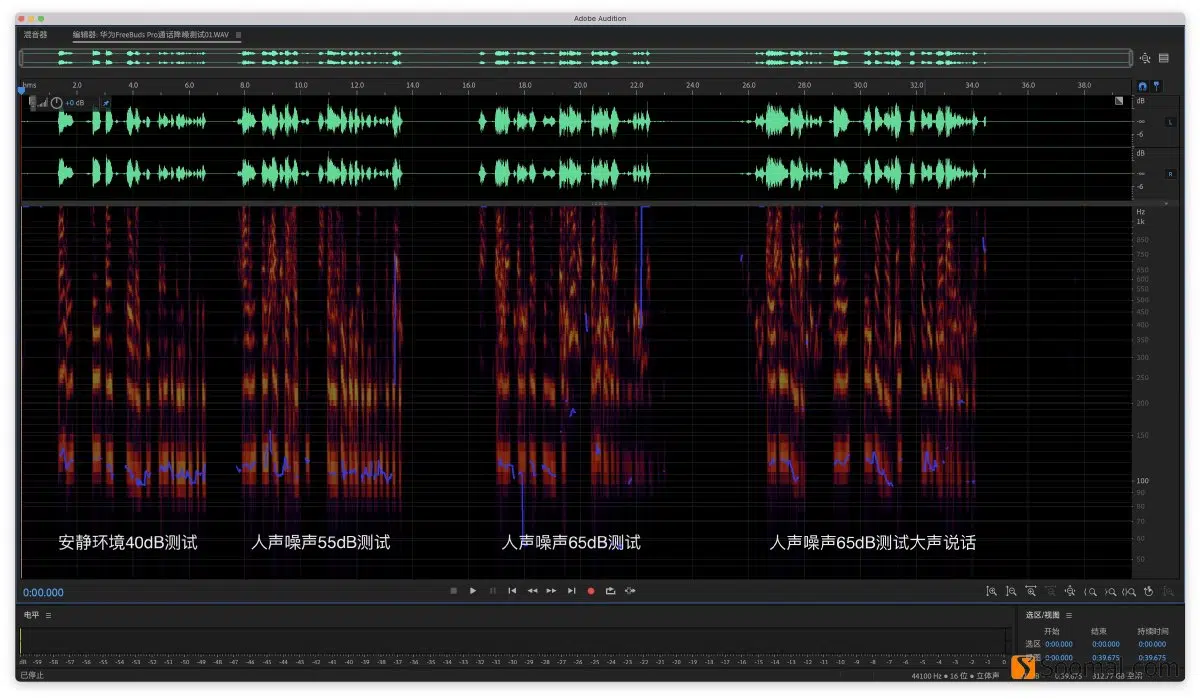 Adobe Audition
混音器
编辑器: 华为FreeBuds Pro通话降噪测试01.WAV
hms 2.0 4.0 6.0 8.0 10.0 12.0 14.0 16.0 18.0 20.0 22.0 24.0 26.0 28.0 30.0 32.0 34.0 36.0 38.0
+0 dB
dB
-∞
-6
L
dB
-∞
-6
R
Hz
1k
850
750
650
600
550
500
450
400
350
300
250
200
150
100
90
80
70
60
50
安静环境40dB测试
人声噪声55dB测试
人声噪声65dB测试
人声噪声65dB测试大声说话
0:00.000
电平
选区/视图
开始 结束 持续时间
选区 0:00.000 0:00.000 0:00.000
0:00.000 0:39.675 0:39.675
dB -59 -58 -57 -56 -55 -54 -53 -52 -51 -50 -49 -48 -47 -46 -45 -44 -43 -42 -41 -40 -39 -38 -37 -36 -35 -34 -33 -32 -31 -30 -29 -28 -27 -26 -25 -24 -23 -22 -21 -20 -19 -18 -17 -16 -15 -14 -13 -12 -11 -10 -9 -8 -7 -6 -5 -4 -3 -2 -1 0
已停止
44100 Hz ● 16 位 ● 立体声
0:39.675
312.77 GB 空闲
Soomal.com